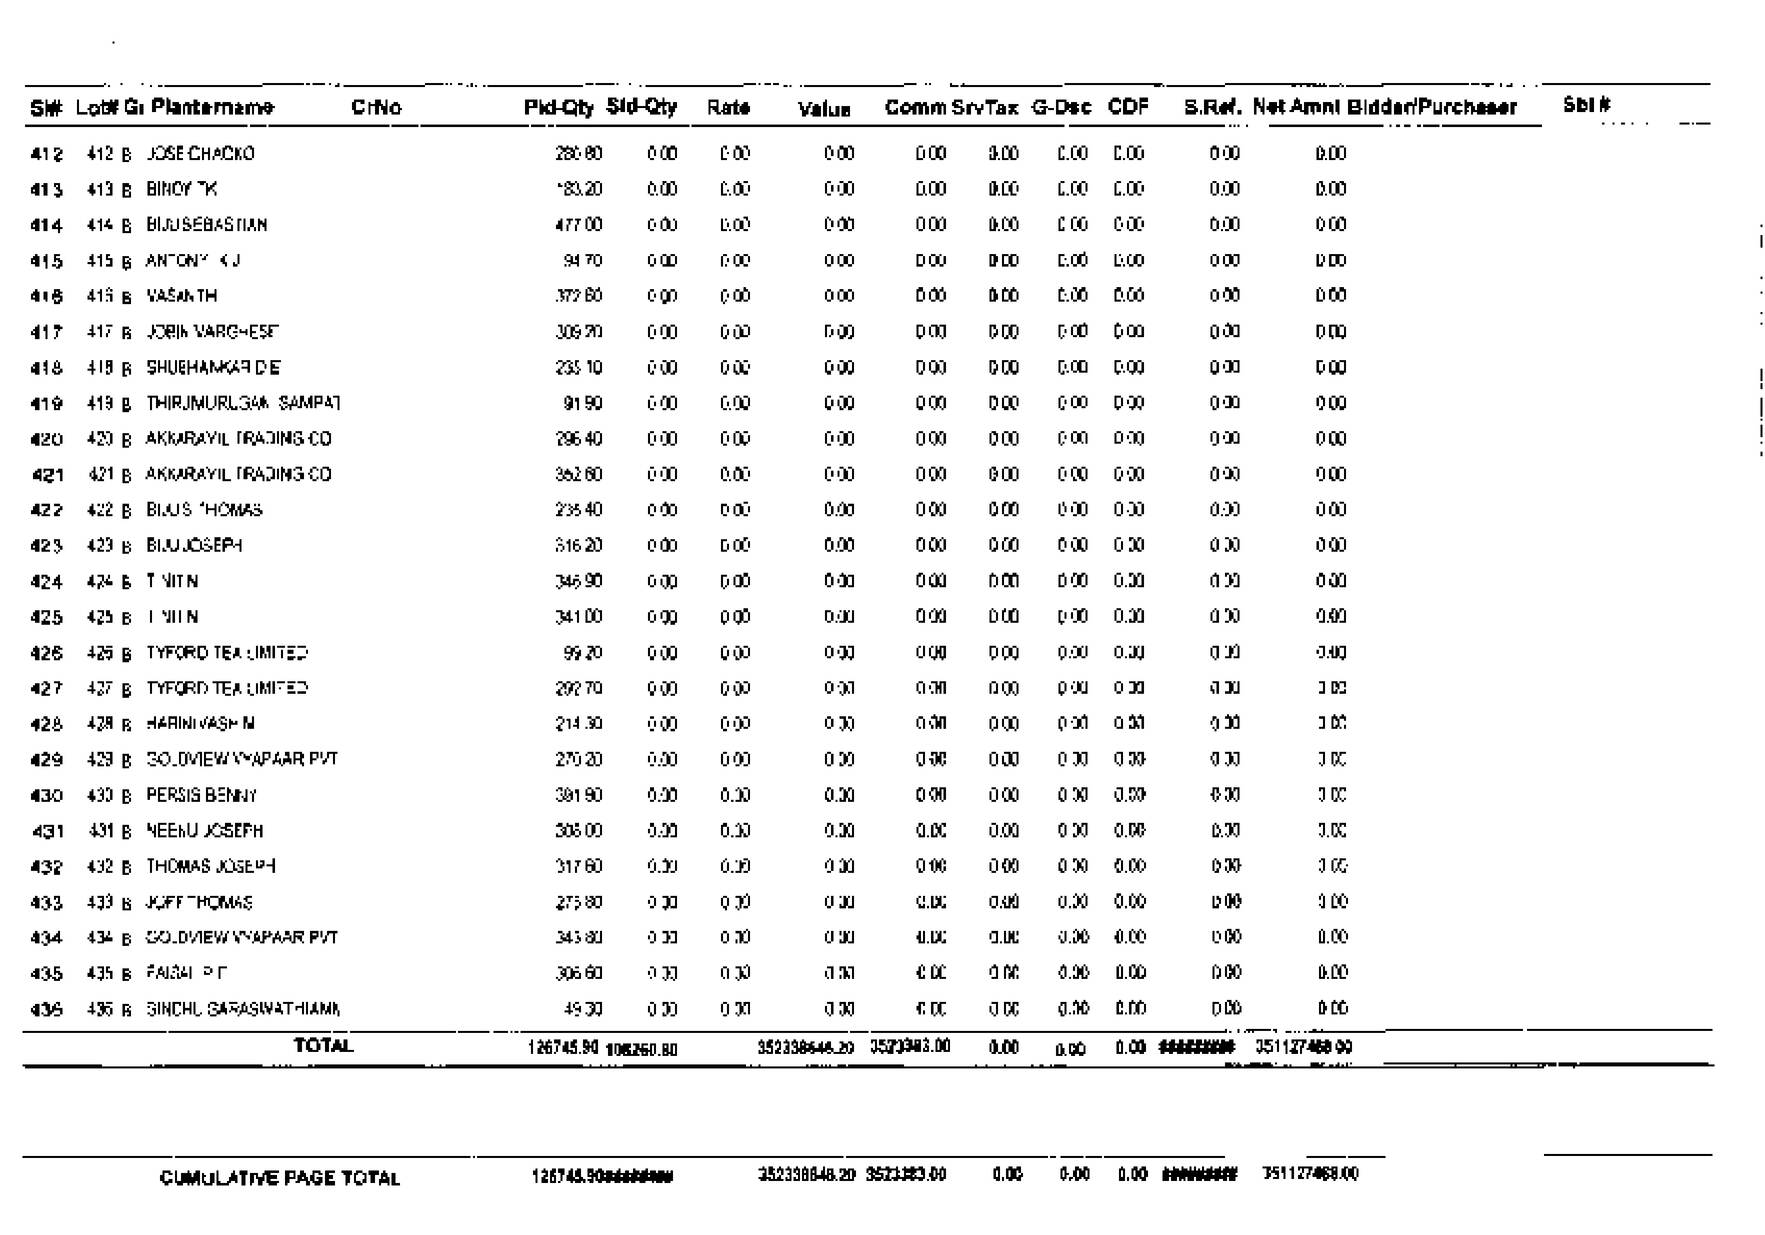 Sl# Lot# Gr Plantername CrNo Pkd-Qty Sld-Qty Rate Value Comm SrvTax G-Dsc CDF S.Ref. Net Amnt Bidder/Purchaser Sbl #
412 412 B JOSE CHACKO 280.60 0.00 0.00 0.00 0.00 0.00 0.00 0.00 0.00 0.00
413 413 B BINOY TK 183.20 0.00 0.00 0.00 0.00 0.00 0.00 0.00 0.00 0.00
414 414 B BIJU SEBASTIAN 477.00 0.00 0.00 0.00 0.00 0.00 0.00 0.00 0.00 0.00
415 415 B ANTONY K J 94.70 0.00 0.00 0.00 0.00 0.00 0.00 0.00 0.00 0.00
416 416 B VASANTH 372.60 0.00 0.00 0.00 0.00 0.00 0.00 0.00 0.00 0.00
417 417 B JOBIN VARGHESE 309.20 0.00 0.00 0.00 0.00 0.00 0.00 0.00 0.00 0.00
418 418 B SHUBHANKAR DE 235.10 0.00 0.00 0.00 0.00 0.00 0.00 0.00 0.00 0.00
419 419 B THIRUMURUGAN SAMPAT 91.90 0.00 0.00 0.00 0.00 0.00 0.00 0.00 0.00 0.00
420 420 B AKKARAYIL TRADING CO 296.40 0.00 0.00 0.00 0.00 0.00 0.00 0.00 0.00 0.00
421 421 B AKKARAYIL TRADING CO 352.60 0.00 0.00 0.00 0.00 0.00 0.00 0.00 0.00 0.00
422 422 B BIJU S THOMAS 235.40 0.00 0.00 0.00 0.00 0.00 0.00 0.00 0.00 0.00
423 423 B BIJU JOSEPH 316.20 0.00 0.00 0.00 0.00 0.00 0.00 0.00 0.00 0.00
424 424 B T NITIN 346.90 0.00 0.00 0.00 0.00 0.00 0.00 0.00 0.00 0.00
425 425 B T NITIN 341.00 0.00 0.00 0.00 0.00 0.00 0.00 0.00 0.00 0.00
426 426 B TYFORD TEA LIMITED 99.20 0.00 0.00 0.00 0.00 0.00 0.00 0.00 0.00 0.00
427 427 B TYFORD TEA LIMITED 292.70 0.00 0.00 0.00 0.00 0.00 0.00 0.00 0.00 0.00
428 428 B HARINIVASH M 214.30 0.00 0.00 0.00 0.00 0.00 0.00 0.00 0.00 0.00
429 429 B GOLDVIEW VYAPAAR PVT 270.20 0.00 0.00 0.00 0.00 0.00 0.00 0.00 0.00 0.00
430 430 B PERSIS BENNY 391.90 0.00 0.00 0.00 0.00 0.00 0.00 0.00 0.00 0.00
431 431 B NEENU JOSEPH 306.00 0.00 0.00 0.00 0.00 0.00 0.00 0.00 0.00 0.00
432 432 B THOMAS JOSEPH 317.60 0.00 0.00 0.00 0.00 0.00 0.00 0.00 0.00 0.00
433 433 B THOMAS 275.80 0.00 0.00 0.00 0.00 0.00 0.00 0.00 0.00 0.00
434 434 B GOLDVIEW VYAPAAR PVT 343.80 0.00 0.00 0.00 0.00 0.00 0.00 0.00 0.00 0.00
435 435 B FAISAL P E 306.60 0.00 0.00 0.00 0.00 0.00 0.00 0.00 0.00 0.00
436 436 B SINDHU SARASWATHIAMM 49.30 0.00 0.00 0.00 0.00 0.00 0.00 0.00 0.00 0.00
TOTAL 126745.90 106260.80 352338646.20 3523383.00 0.00 0.00 0.00 ######### 351127468.00
CUMULATIVE PAGE TOTAL 126745.90 ######### 352338646.20 3523383.00 0.00 0.00 0.00 ######### 351127468.00